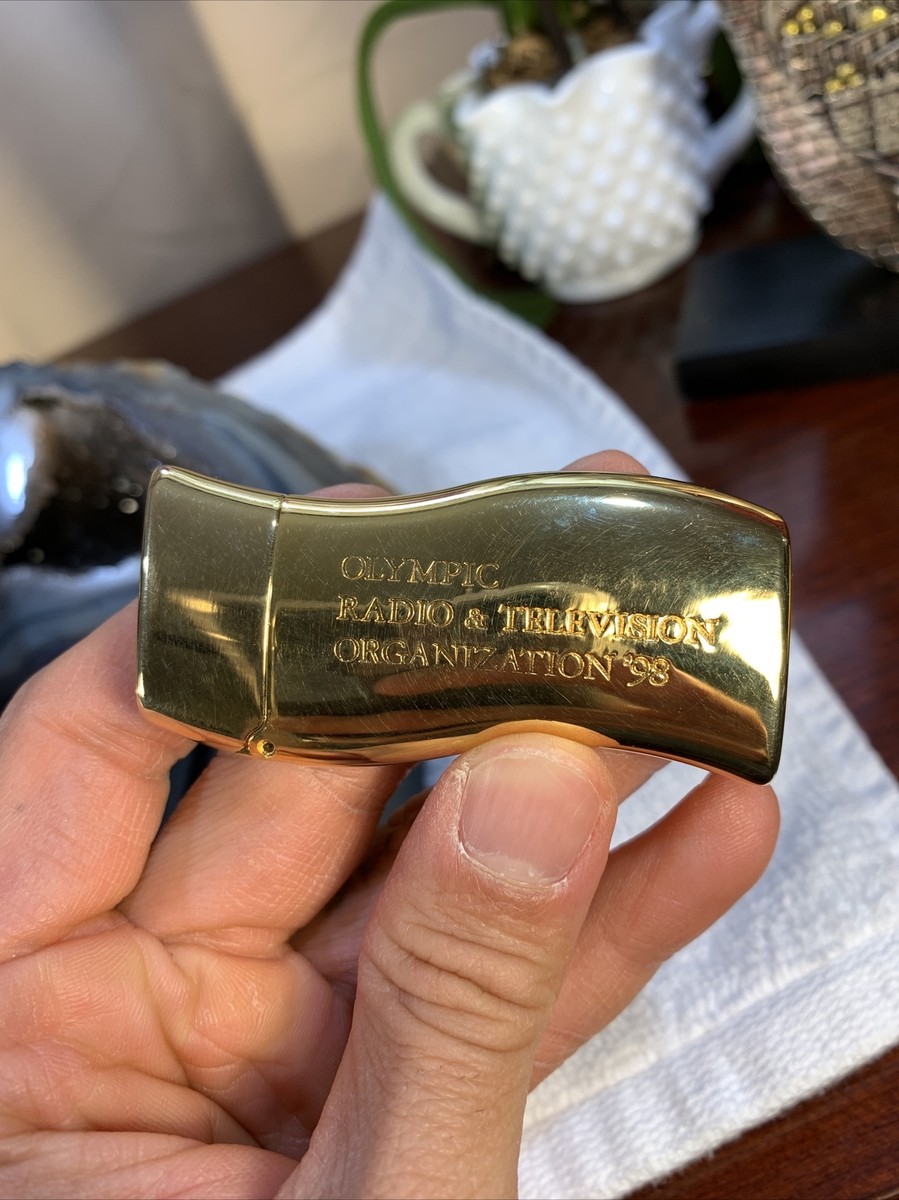 OLYMPIC
RADIO & TELEVISION
ORGANIZATION '98